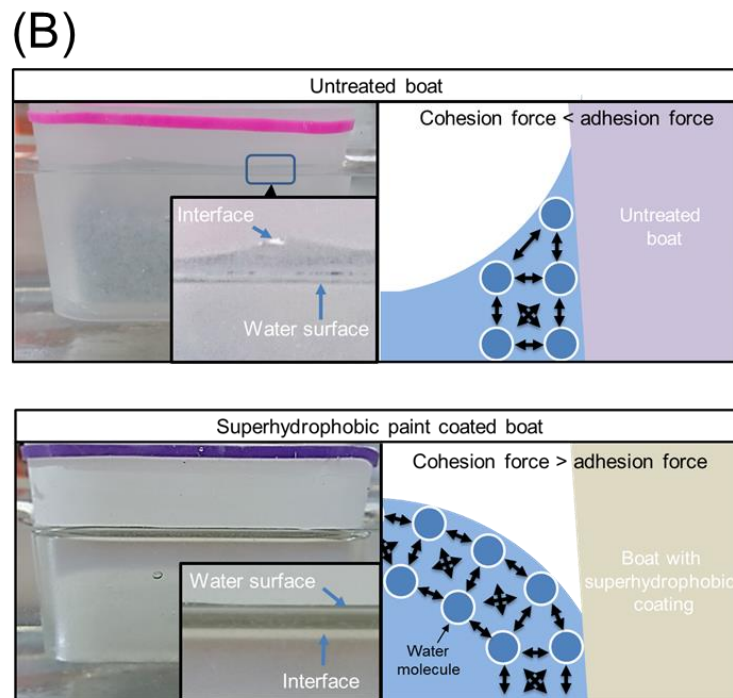 (B)
Untreated boat
Cohesion force < adhesion force
Interface
Water surface
Untreated
boat
Superhydrophobic paint coated boat
Cohesion force > adhesion force
Water surface
Interface
Boat with
superhydrophobic
coating
Water
molecule